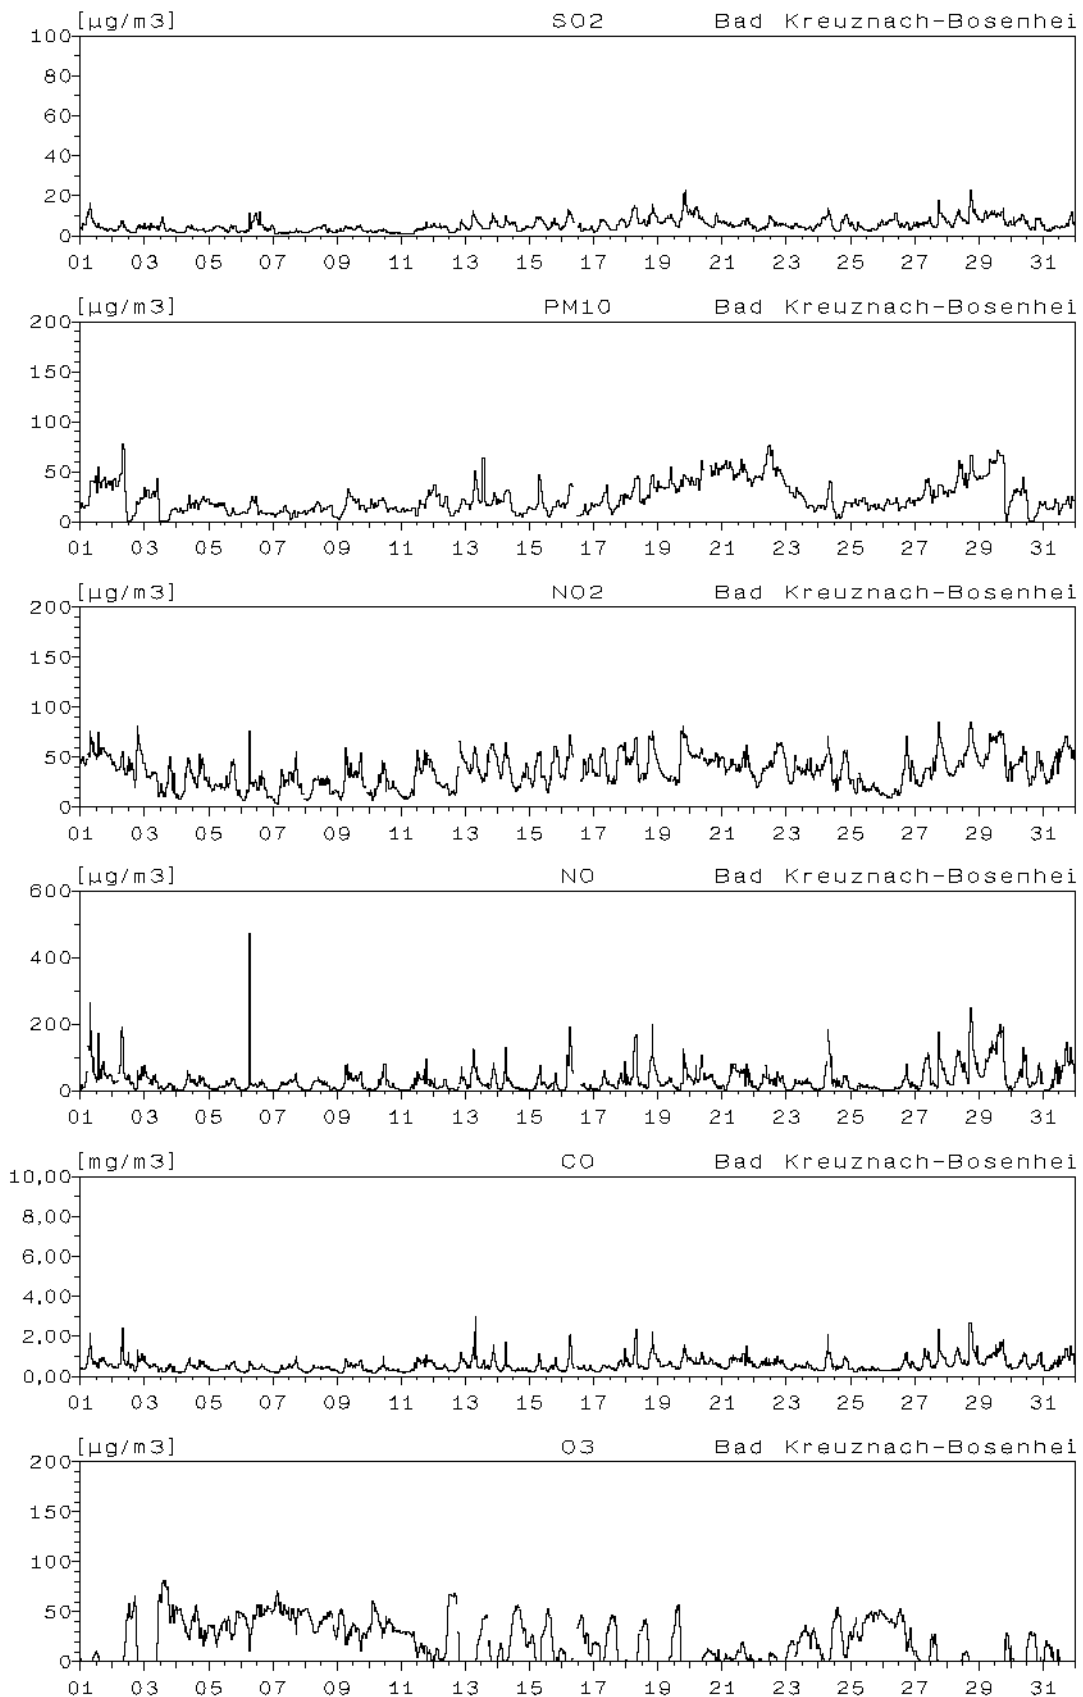 [µg/m3] SO2 Bad Kreuznach-Bosenhei
100
80
60
40
20
0
01 03 05 07 09 11 13 15 17 19 21 23 25 27 29 31
[µg/m3] PM10 Bad Kreuznach-Bosenhei
200
150
100
50
0
01 03 05 07 09 11 13 15 17 19 21 23 25 27 29 31
[µg/m3] NO2 Bad Kreuznach-Bosenhei
200
150
100
50
0
01 03 05 07 09 11 13 15 17 19 21 23 25 27 29 31
[µg/m3] NO Bad Kreuznach-Bosenhei
600
400
200
0
01 03 05 07 09 11 13 15 17 19 21 23 25 27 29 31
[mg/m3] CO Bad Kreuznach-Bosenhei
10,00
8,00
6,00
4,00
2,00
0,00
01 03 05 07 09 11 13 15 17 19 21 23 25 27 29 31
[µg/m3] O3 Bad Kreuznach-Bosenhei
200
150
100
50
0
01 03 05 07 09 11 13 15 17 19 21 23 25 27 29 31